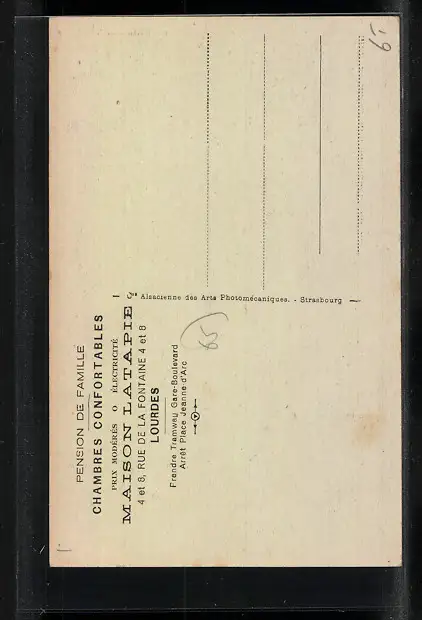 PENSION DE FAMILLE
CHAMBRES CONFORTABLES
PRIX MODÉRÉS O ÉLECTRICITÉ
MAISON LATAPIE
4 et 8, RUE DE LA FONTAINE 4 et 8
LOURDES
Prendre Tramway Gare-Boulevard
Arrêt Place Jeanne d'Arc
Cie Alsacienne des Arts Photomécaniques. - Strasbourg
65
65